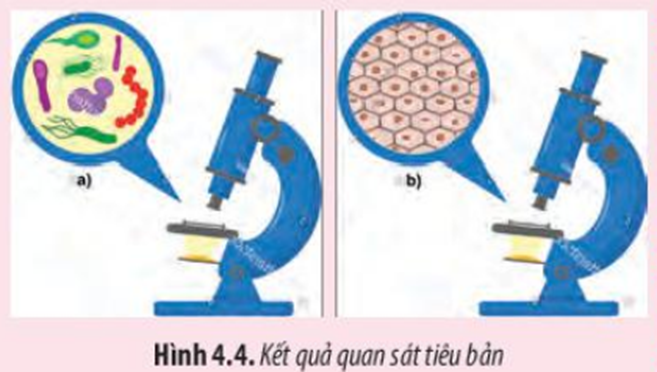 a)
b)
Hình 4.4. Kết quả quan sát tiêu bản